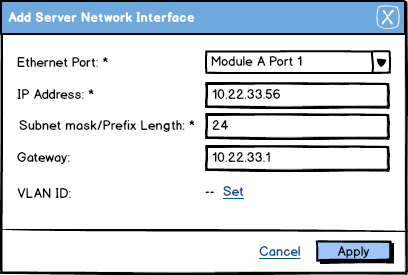 Add Server Network Interface
Ethernet Port: * Module A Port 1
IP Address: * 10.22.33.56
Subnet mask/Prefix Length: * 24
Gateway: 10.22.33.1
VLAN ID: -- Set
Cancel Apply